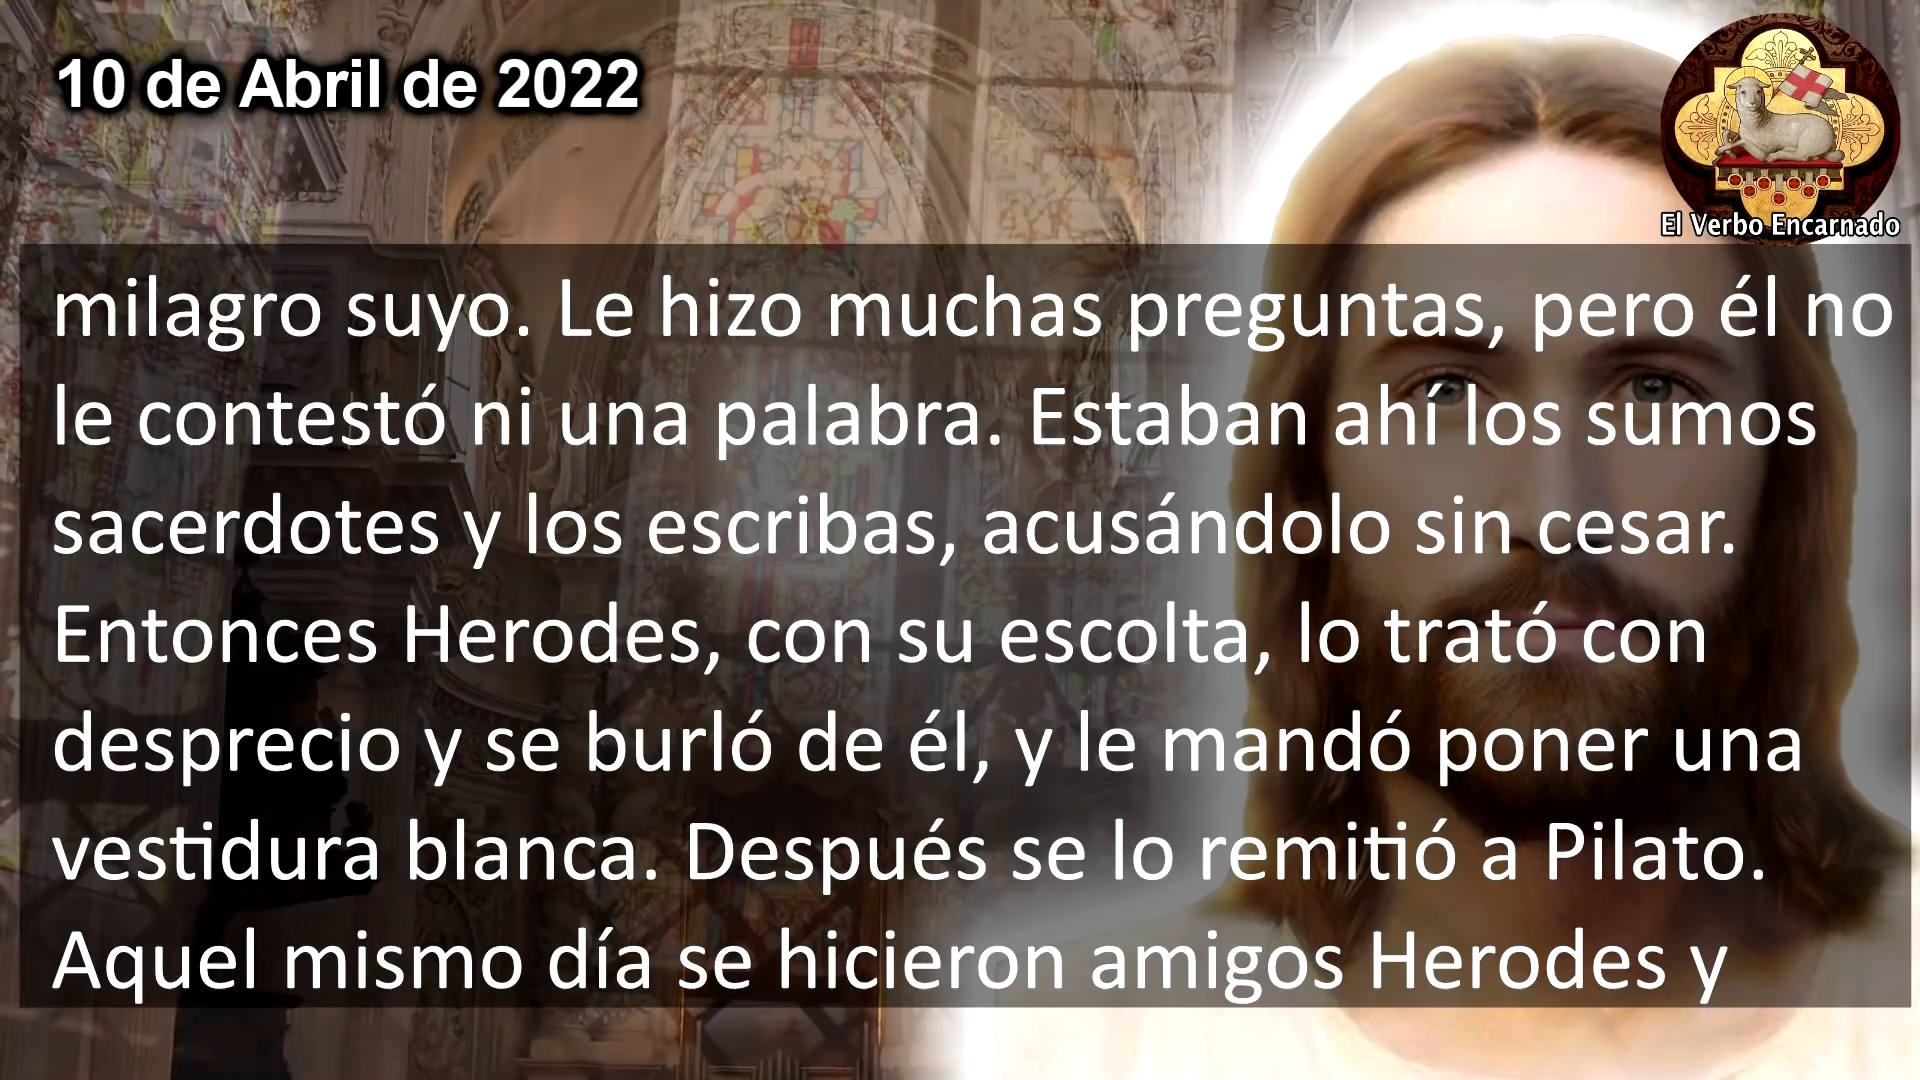 10 de Abril de 2022
El Verbo Encarnado
milagro suyo. Le hizo muchas preguntas, pero él no
le contestó ni una palabra. Estaban ahí los sumos
sacerdotes y los escribas, acusándolo sin cesar.
Entonces Herodes, con su escolta, lo trató con
desprecio y se burló de él, y le mandó poner una
vestidura blanca. Después se lo remitió a Pilato.
Aquel mismo día se hicieron amigos Herodes y